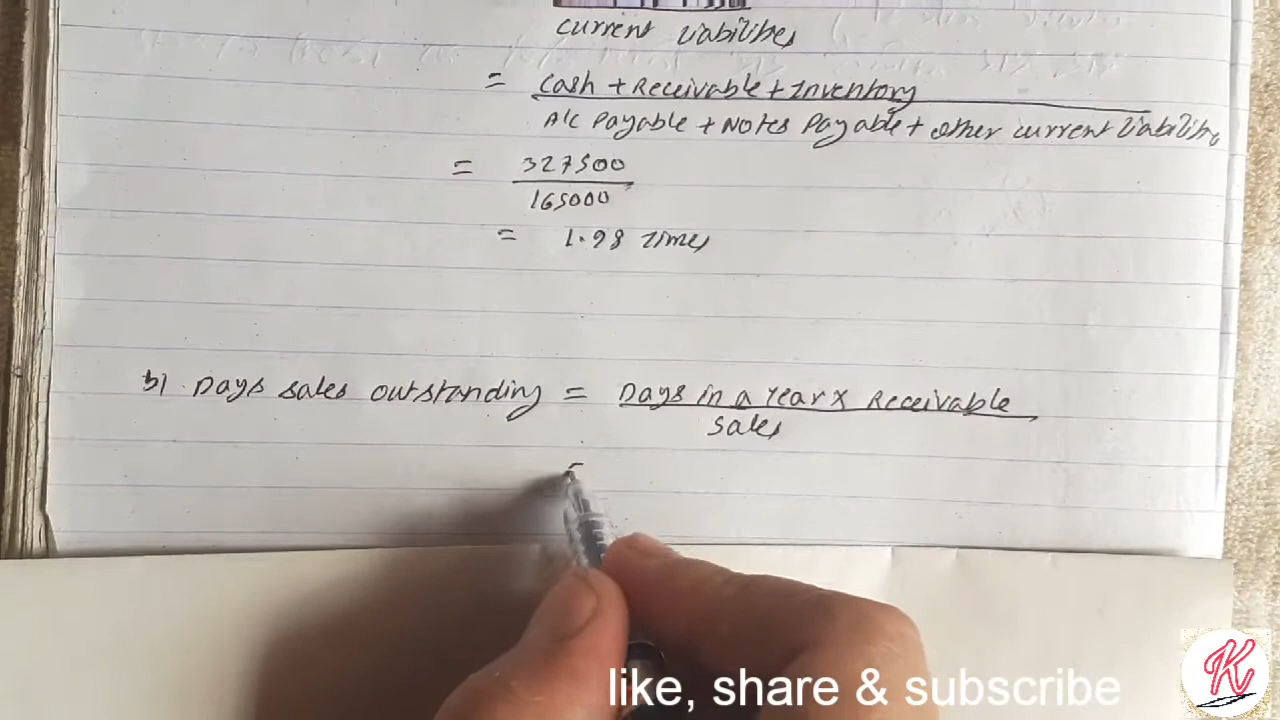 current liabilities
= Cash + Receivable + Inventory
A/c Payable + Notes Payable + other current liabilities
= 327500
165000
= 1.98 times
b) Days sales outstanding = Days in a Year x Receivable
sales
=
like, share & subscribe
K